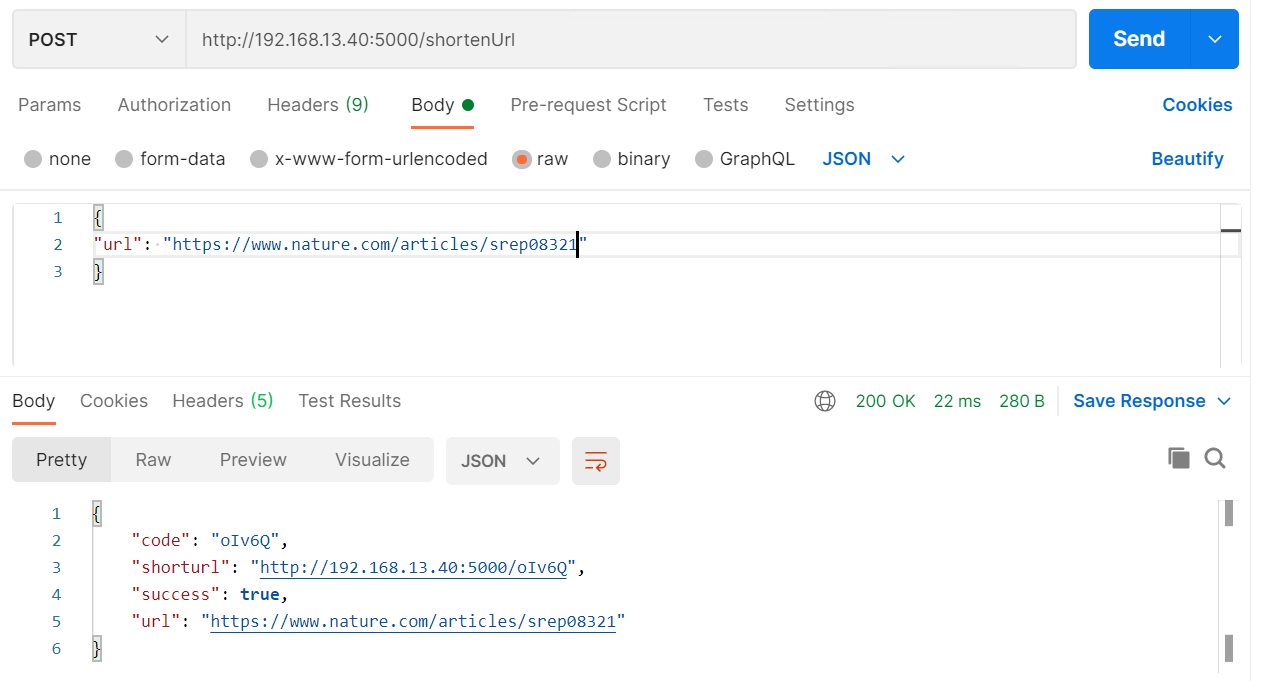 POST http://192.168.13.40:5000/shortenUrl Send
Params Authorization Headers (9) Body Pre-request Script Tests Settings Cookies
none form-data x-www-form-urlencoded raw binary GraphQL JSON Beautify
1 {
2 "url": "https://www.nature.com/articles/srep08321"
3 }
Body Cookies Headers (5) Test Results 200 OK 22 ms 280 B Save Response
Pretty Raw Preview Visualize JSON
1 {
2 "code": "oIv6Q",
3 "shorturl": "http://192.168.13.40:5000/oIv6Q",
4 "success": true,
5 "url": "https://www.nature.com/articles/srep08321"
6 }